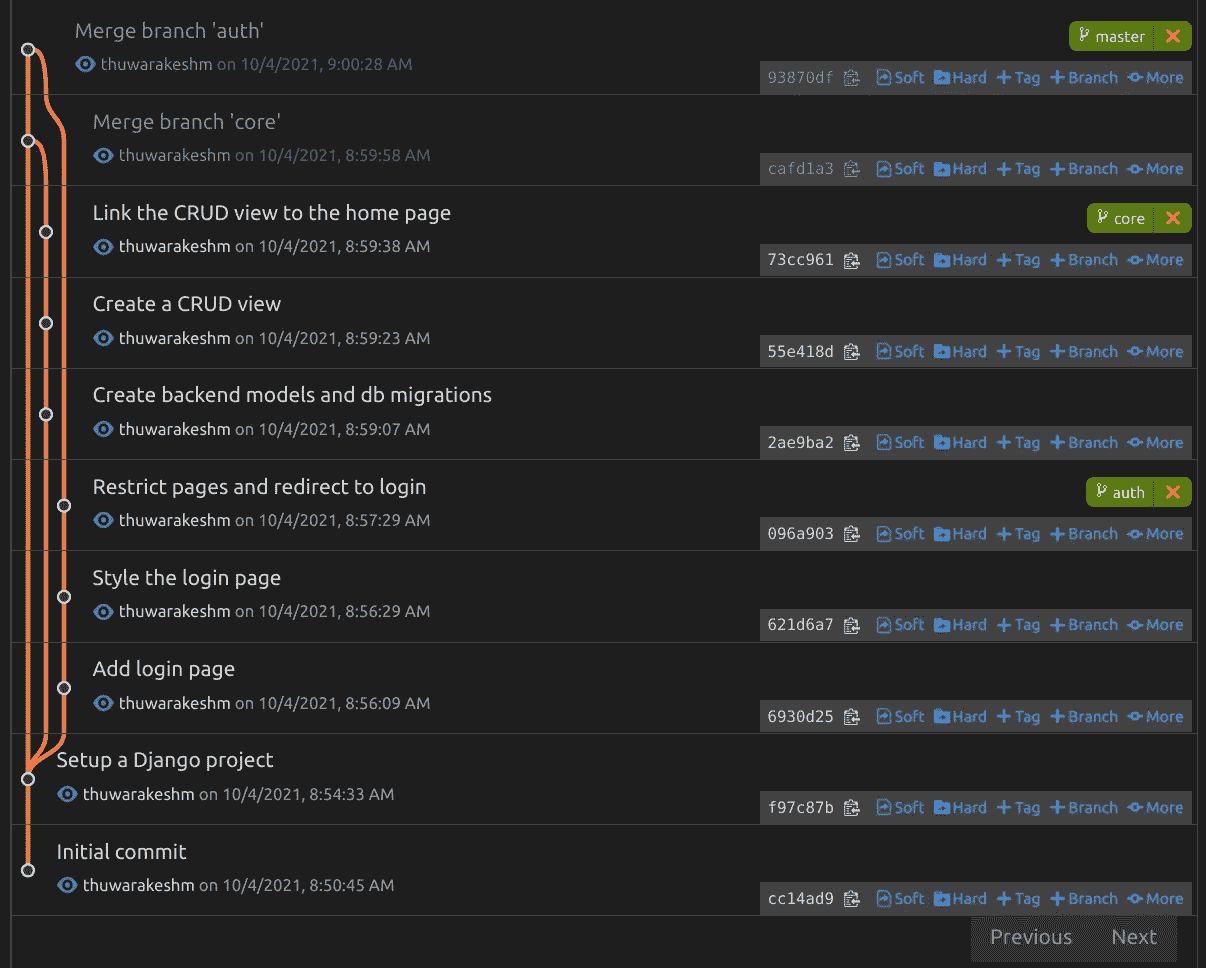 Merge branch 'auth'
master
thuwarakeshm on 10/4/2021, 9:00:28 AM
93870df Soft Hard Tag Branch More
Merge branch 'core'
thuwarakeshm on 10/4/2021, 8:59:58 AM
cafd1a3 Soft Hard Tag Branch More
Link the CRUD view to the home page
core
thuwarakeshm on 10/4/2021, 8:59:38 AM
73cc961 Soft Hard Tag Branch More
Create a CRUD view
thuwarakeshm on 10/4/2021, 8:59:23 AM
55e418d Soft Hard Tag Branch More
Create backend models and db migrations
thuwarakeshm on 10/4/2021, 8:59:07 AM
2ae9ba2 Soft Hard Tag Branch More
Restrict pages and redirect to login
auth
thuwarakeshm on 10/4/2021, 8:57:29 AM
096a903 Soft Hard Tag Branch More
Style the login page
thuwarakeshm on 10/4/2021, 8:56:29 AM
621d6a7 Soft Hard Tag Branch More
Add login page
thuwarakeshm on 10/4/2021, 8:56:09 AM
6930d25 Soft Hard Tag Branch More
Setup a Django project
thuwarakeshm on 10/4/2021, 8:54:33 AM
f97c87b Soft Hard Tag Branch More
Initial commit
thuwarakeshm on 10/4/2021, 8:50:45 AM
cc14ad9 Soft Hard Tag Branch More
Previous Next